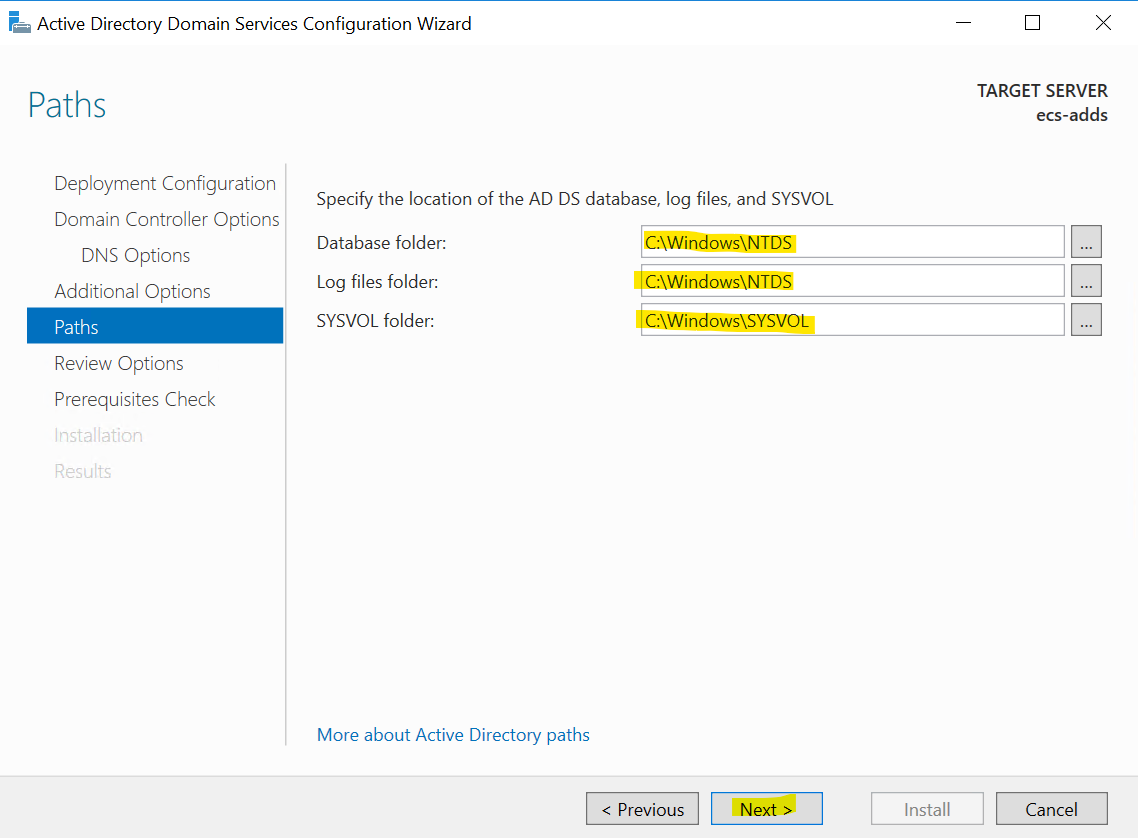 Active Directory Domain Services Configuration Wizard
Paths
TARGET SERVER
ecs-adds
Deployment Configuration
Domain Controller Options
DNS Options
Additional Options
Paths
Review Options
Prerequisites Check
Installation
Results
Specify the location of the AD DS database, log files, and SYSVOL
Database folder: C:\Windows\NTDS ...
Log files folder: C:\Windows\NTDS ...
SYSVOL folder: C:\Windows\SYSVOL ...
More about Active Directory paths
< Previous Next > Install Cancel